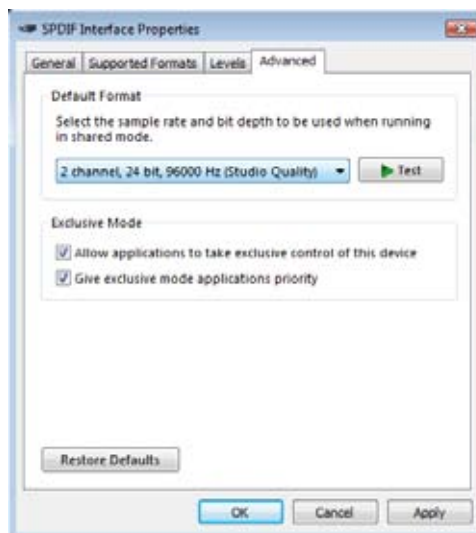 SPDIF Interface Properties
General Supported Formats Levels Advanced
Default Format
Select the sample rate and bit depth to be used when running
in shared mode.
2 channel, 24 bit, 96000 Hz (Studio Quality) Test
Exclusive Mode
Allow applications to take exclusive control of this device
Give exclusive mode applications priority
Restore Defaults
OK Cancel Apply